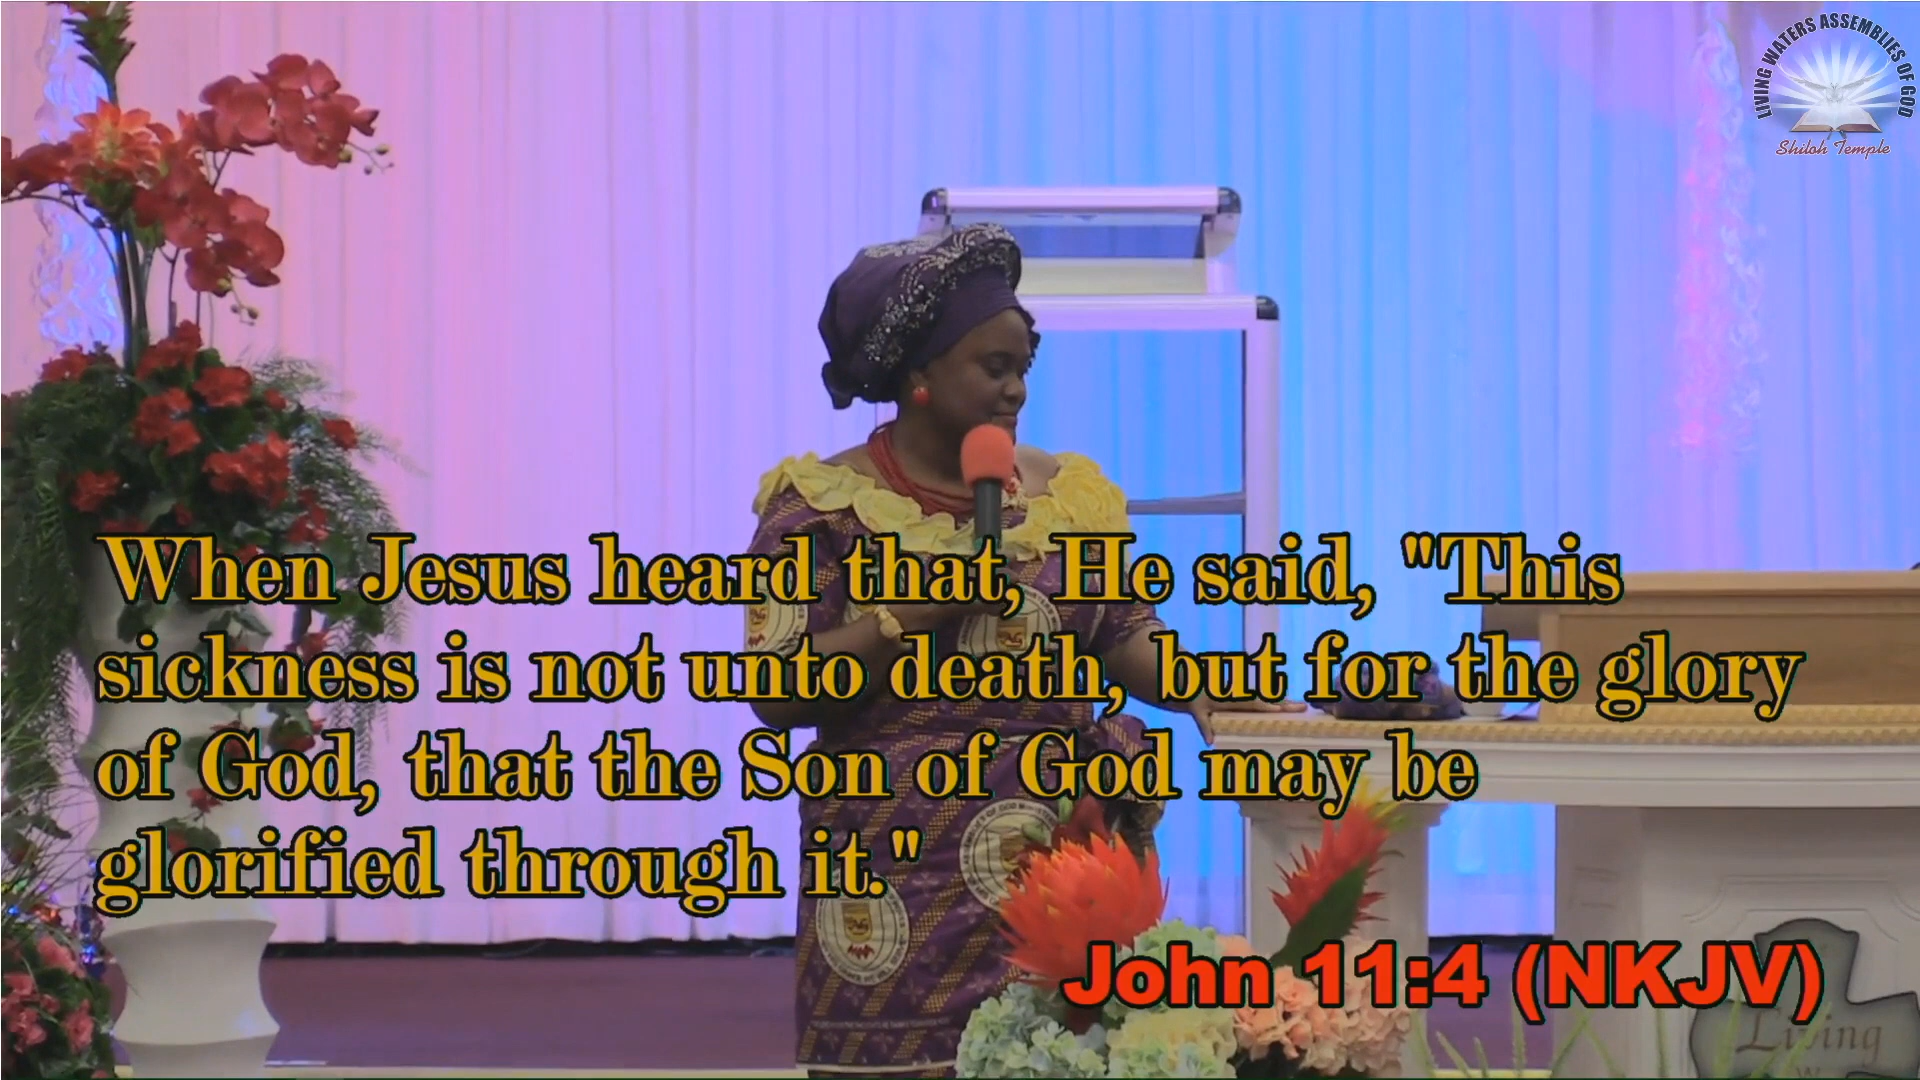 LIVING WATERS ASSEMBLIES OF GOD
Shiloh Temple
When Jesus heard that, He said, "This
sickness is not unto death, but for the glory
of God, that the Son of God may be
glorified through it."
John 11:4 (NKJV)
Living